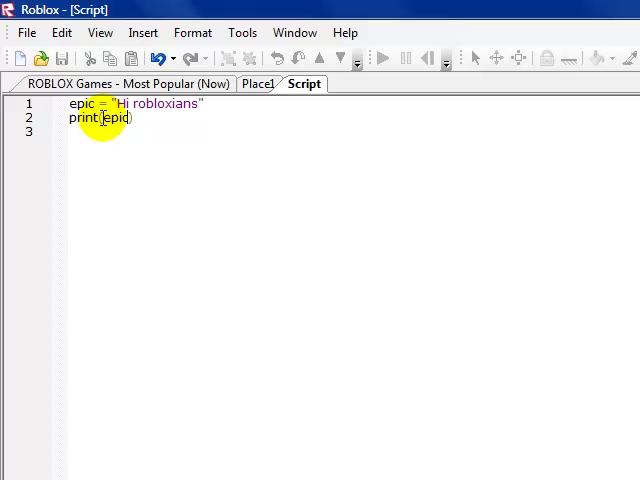 Roblox - [Script]
File Edit View Insert Format Tools Window Help
ROBLOX Games - Most Popular (Now) Place1 Script
1 epic = "Hi robloxians"
2 print(epic)
3